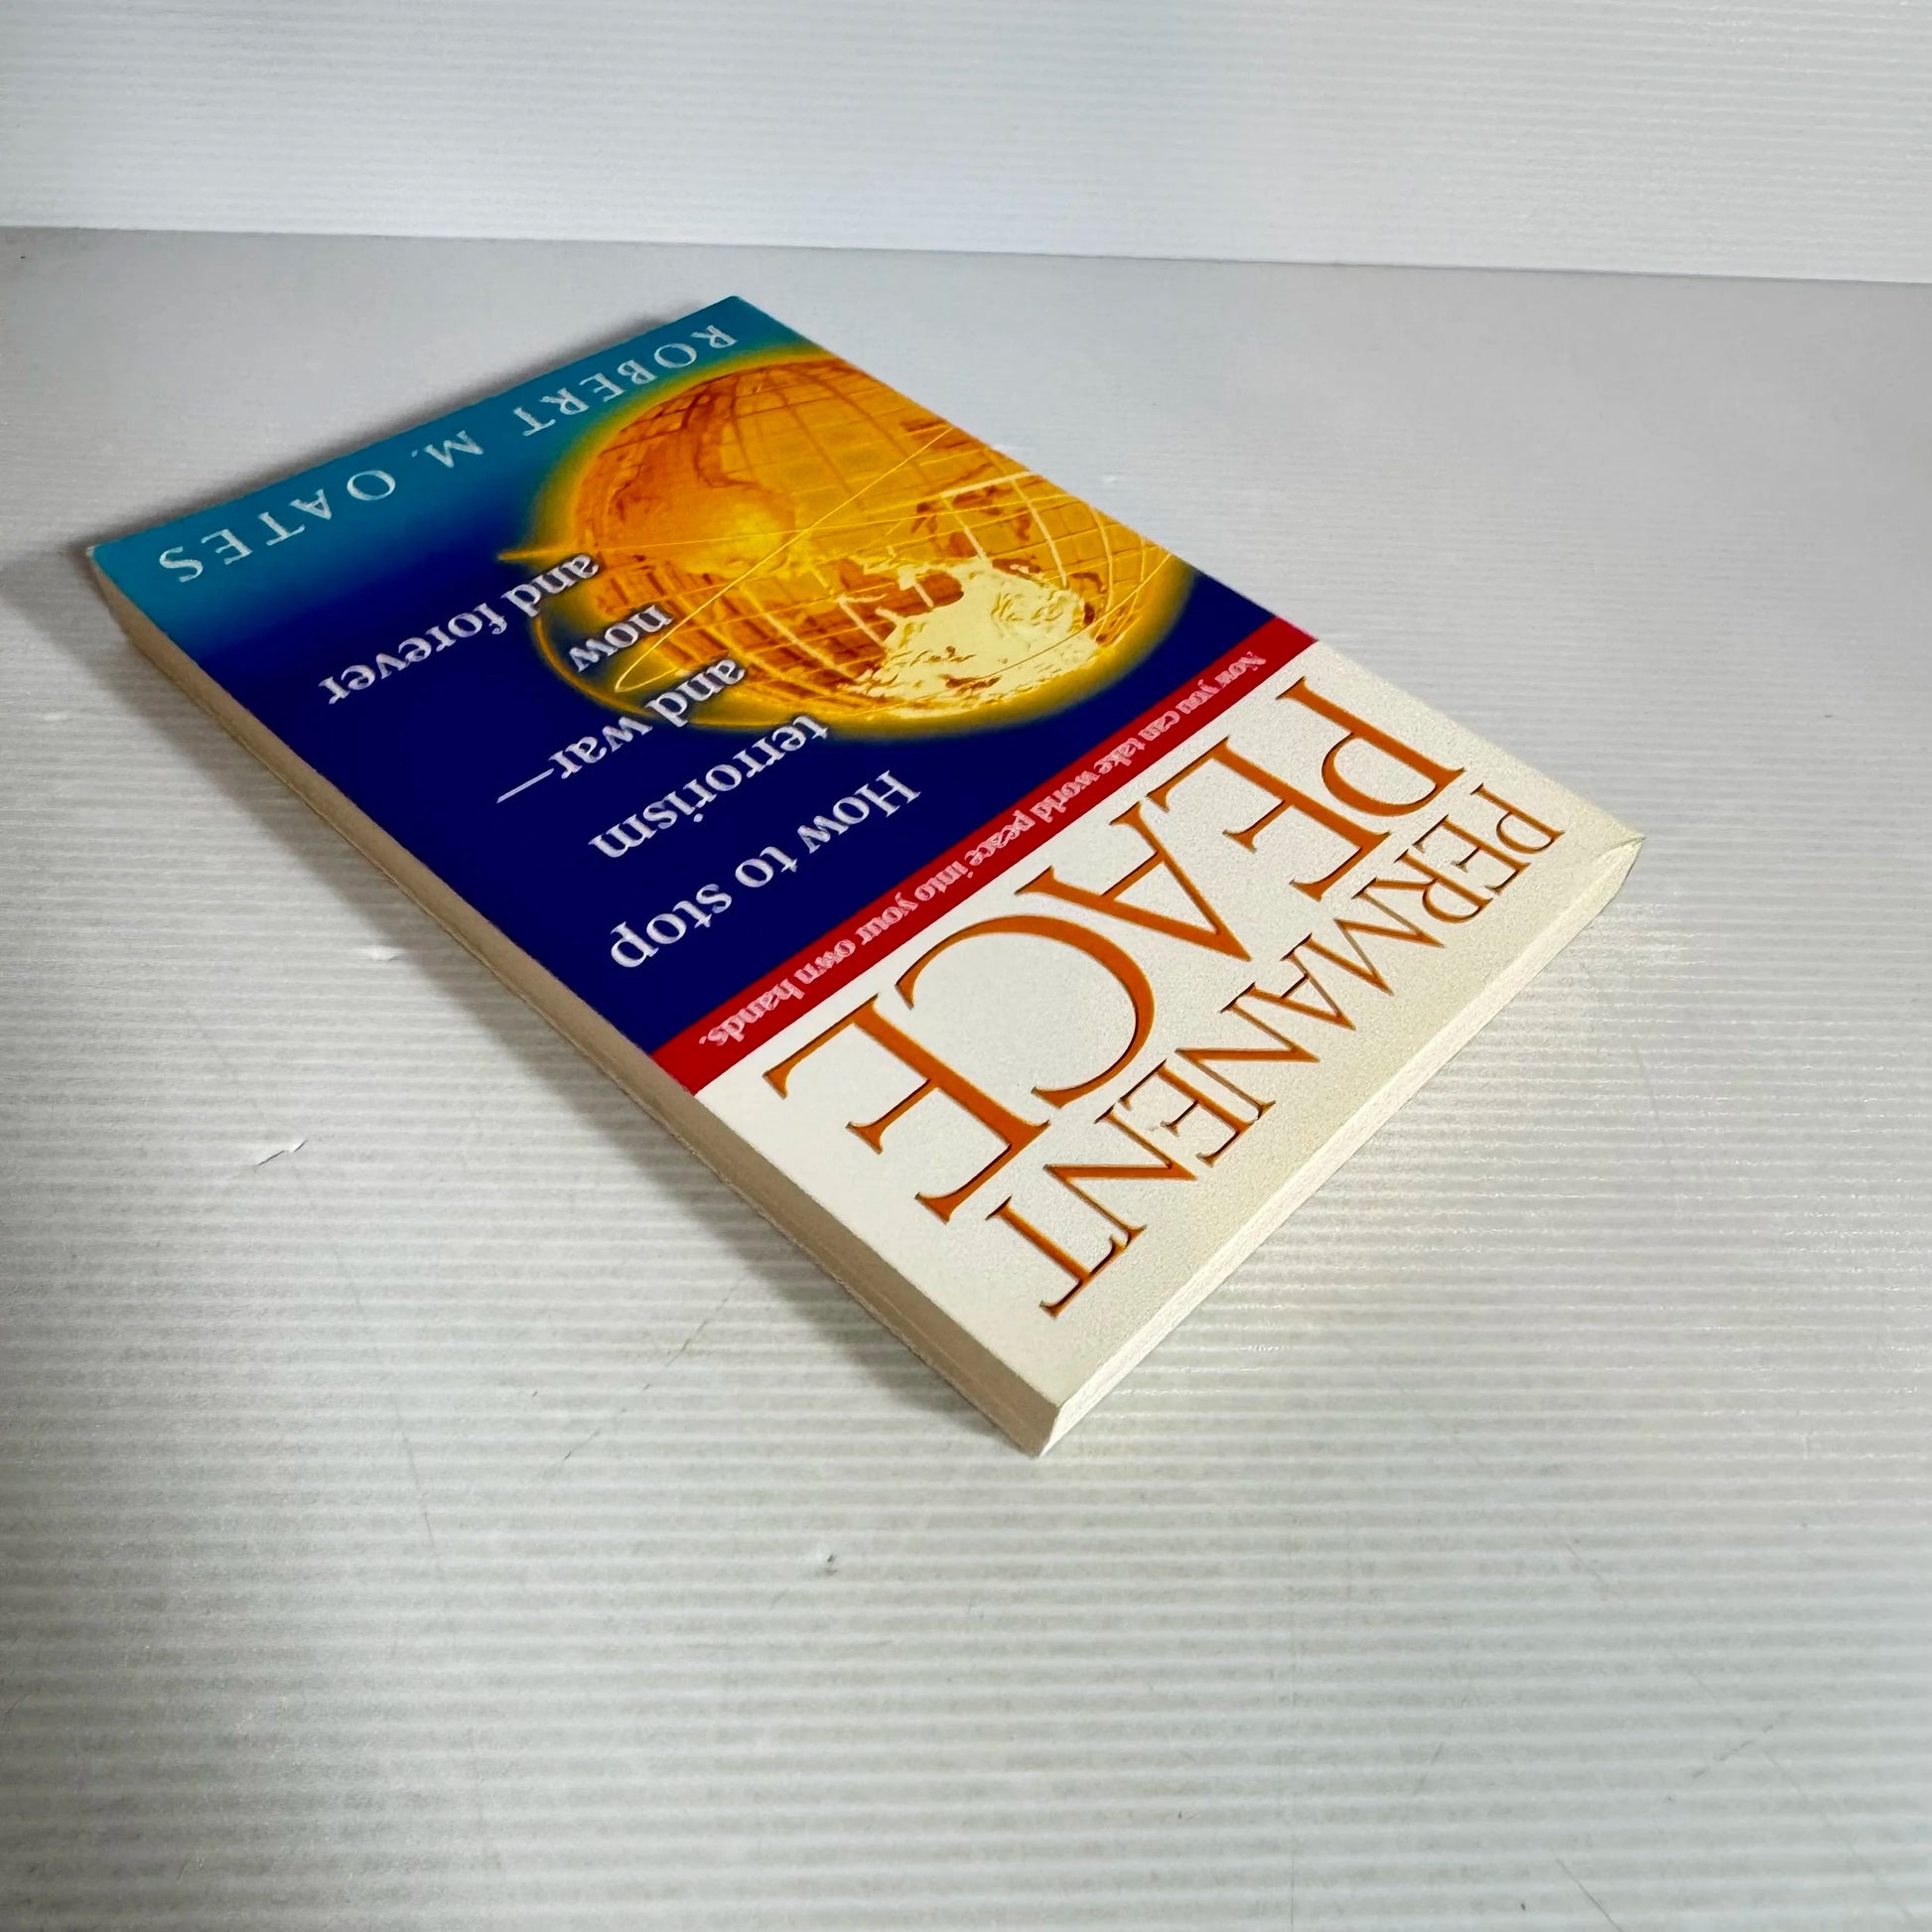 PERMANENT
PEACE
Now you can take world peace into your own hands.
How to stop
terrorism
and war—
now
and forever
ROBERT M. OATES